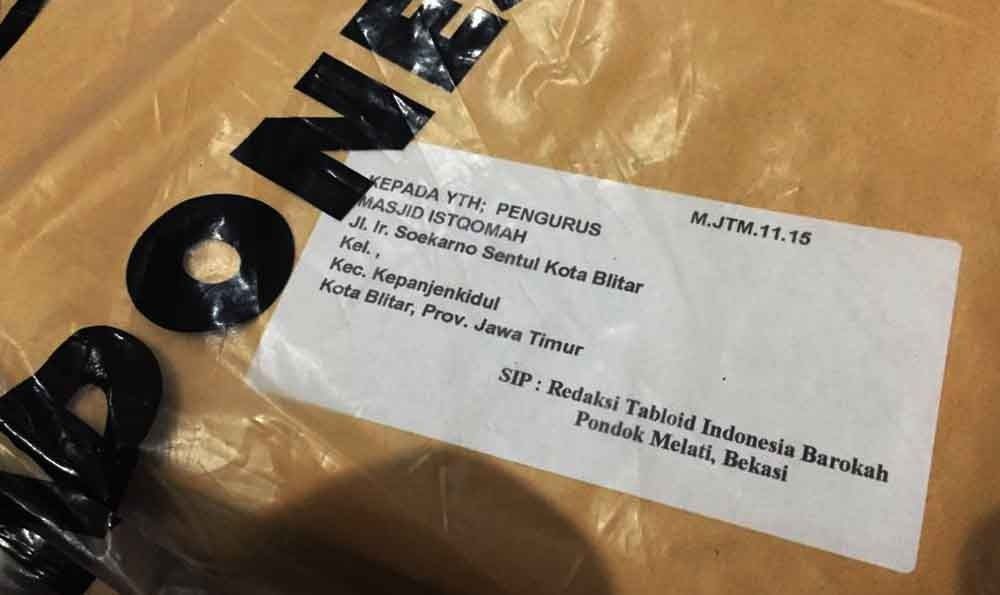 KEPADA YTH; PENGURUS
M.JTM.11.15
MASJID ISTQOMAH
Jl. Ir. Soekarno Sentul Kota Blitar
Kel. ,
Kec. Kepanjenkidul
Kota Blitar, Prov. Jawa Timur
SIP : Redaksi Tabloid Indonesia Barokah
Pondok Melati, Bekasi